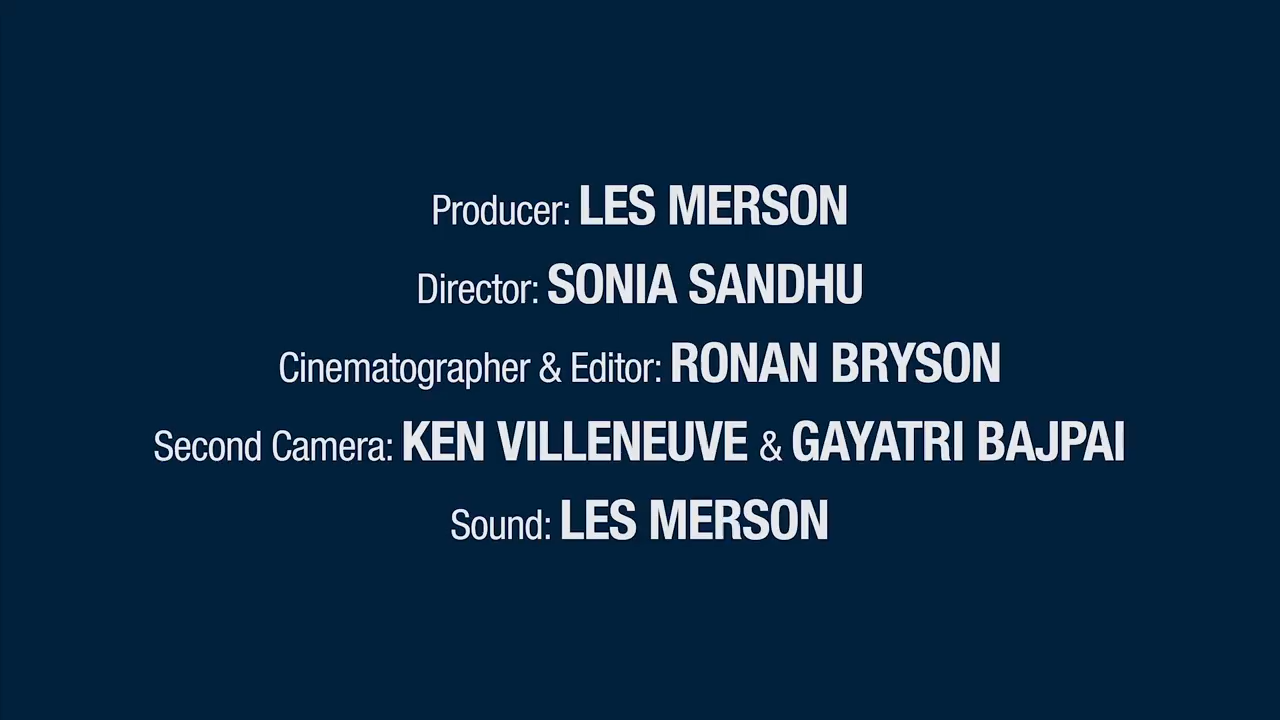 Producer: LES MERSON
Director: SONIA SANDHU
Cinematographer & Editor: RONAN BRYSON
Second Camera: KEN VILLENEUVE & GAYATRI BAJPAI
Sound: LES MERSON